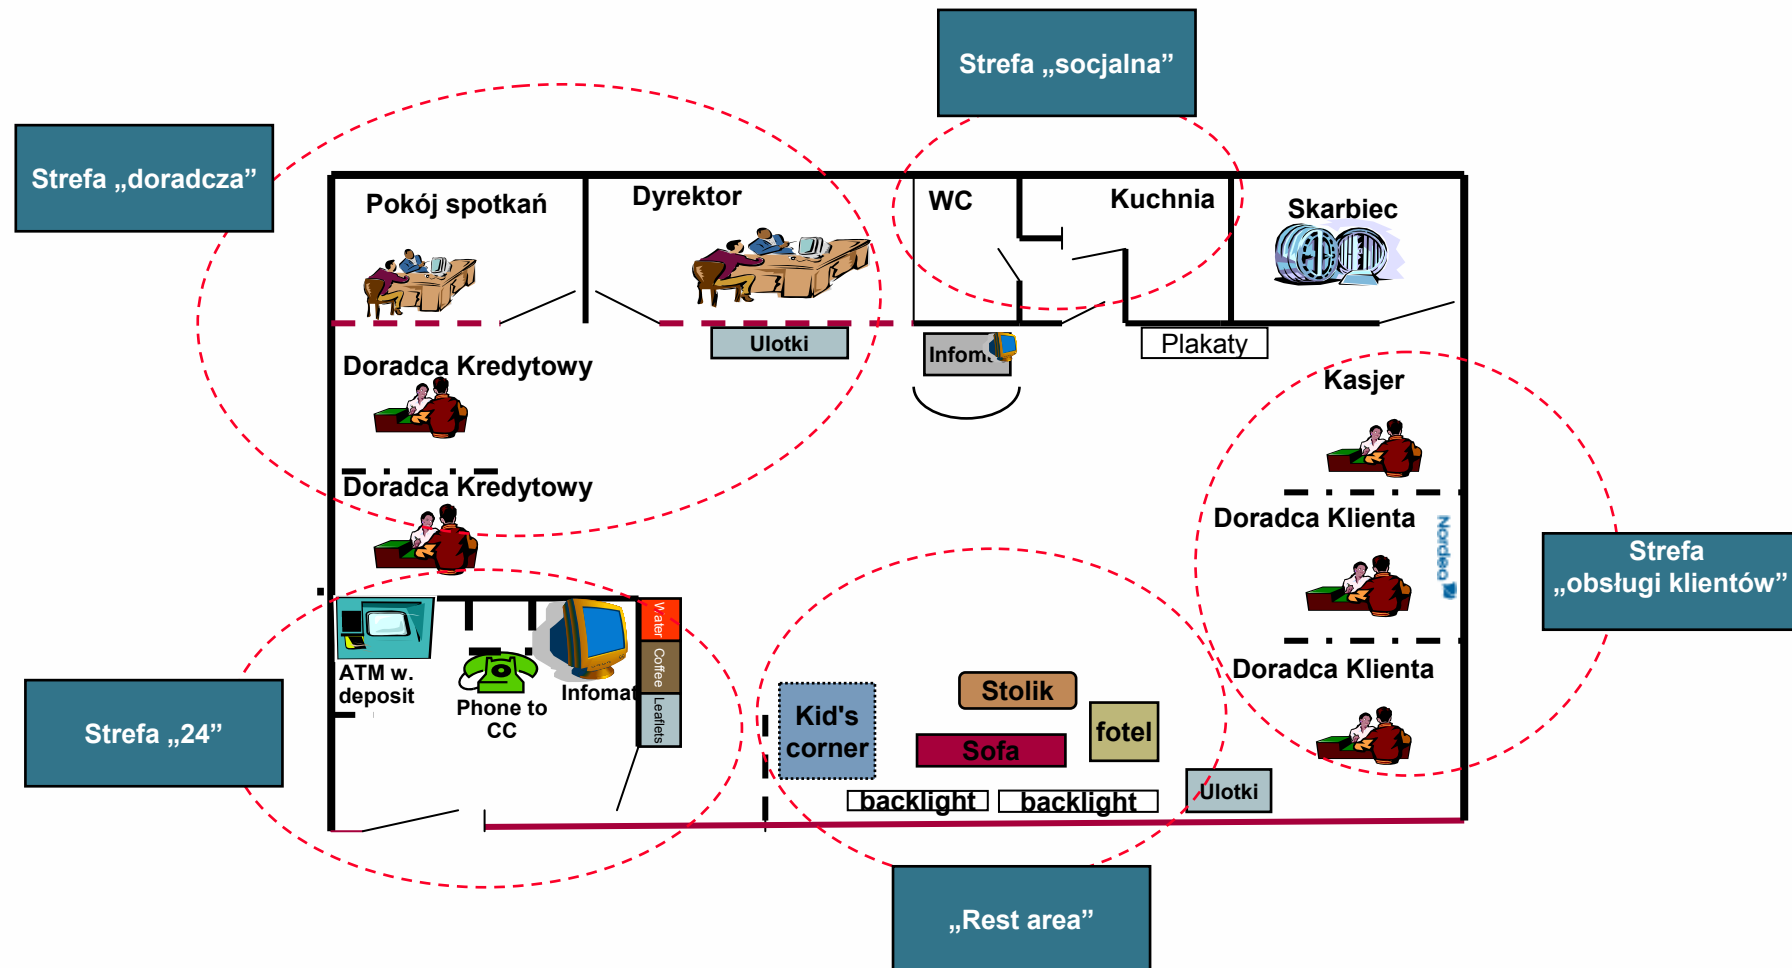 Strefa „socjalna”
Strefa „doradcza”
Pokój spotkań
Dyrektor
WC
Kuchnia
Skarbiec
Ulotki
Plakaty
Doradca Kredytowy
Kasjer
Doradca Kredytowy
Doradca Klienta
Nordea
Strefa
„obsługi klientów”
Water
Coffee
Leaflets
ATM w.
deposit
Phone to
CC
Infomat
Doradca Klienta
Strefa „24”
Kid's
corner
Stolik
fotel
Sofa
Ulotki
backlight
backlight
„Rest area”